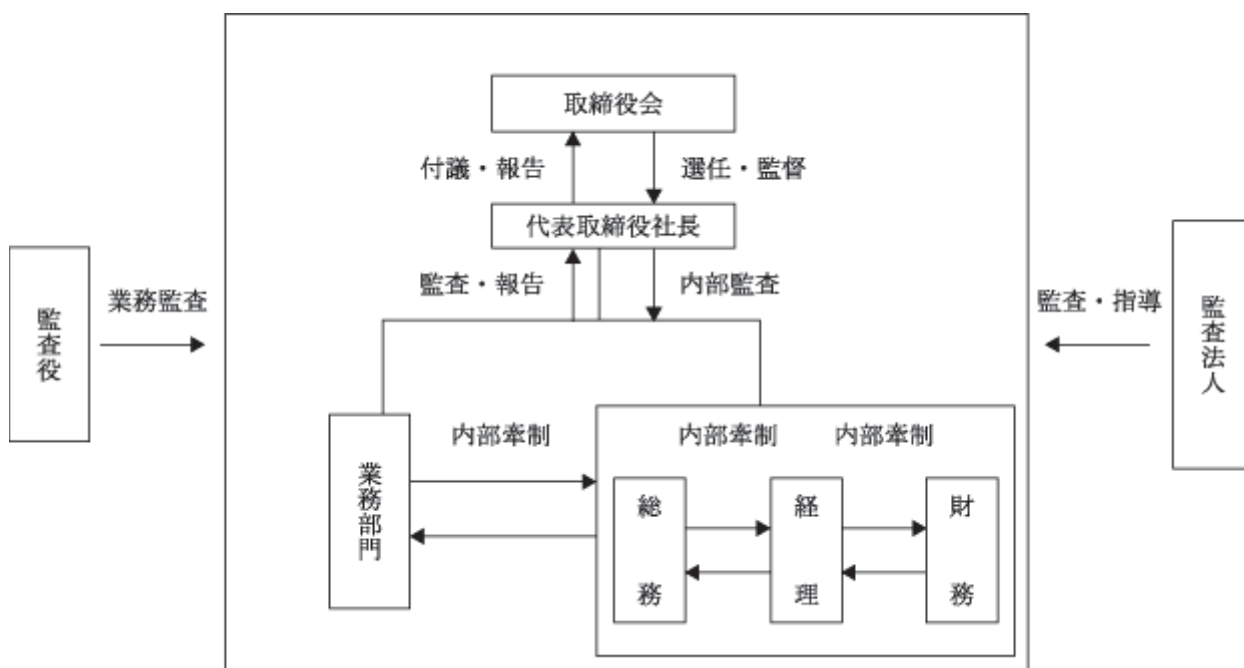 取締役会
付議・報告
選任・監督
代表取締役社長
監査・報告
内部監査
監査役
業務監査
監査・指導
監査法人
業務部門
内部牽制
内部牽制
内部牽制
総務
経理
財務